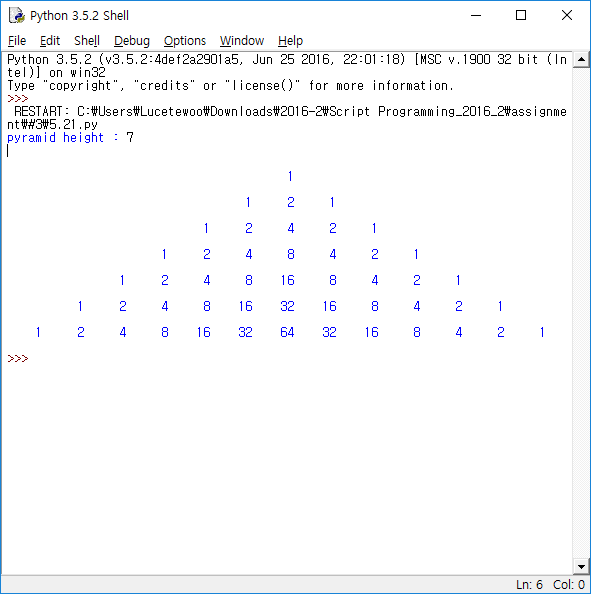 Python 3.5.2 Shell
File Edit Shell Debug Options Window Help
Python 3.5.2 (v3.5.2:4def2a2901a5, Jun 25 2016, 22:01:18) [MSC v.1900 32 bit (In
tel)] on win32
Type "copyright", "credits" or "license()" for more information.
>>>
RESTART: C:₩Users₩Lucetewoo₩Downloads₩2016-2₩Script Programming_2016_2₩assignme
nt₩#3₩5.21.py
pyramid height : 7
1
1 2 1
1 2 4 2 1
1 2 4 8 4 2 1
1 2 4 8 16 8 4 2 1
1 2 4 8 16 32 16 8 4 2 1
1 2 4 8 16 32 64 32 16 8 4 2 1
>>>
Ln: 6 Col: 0